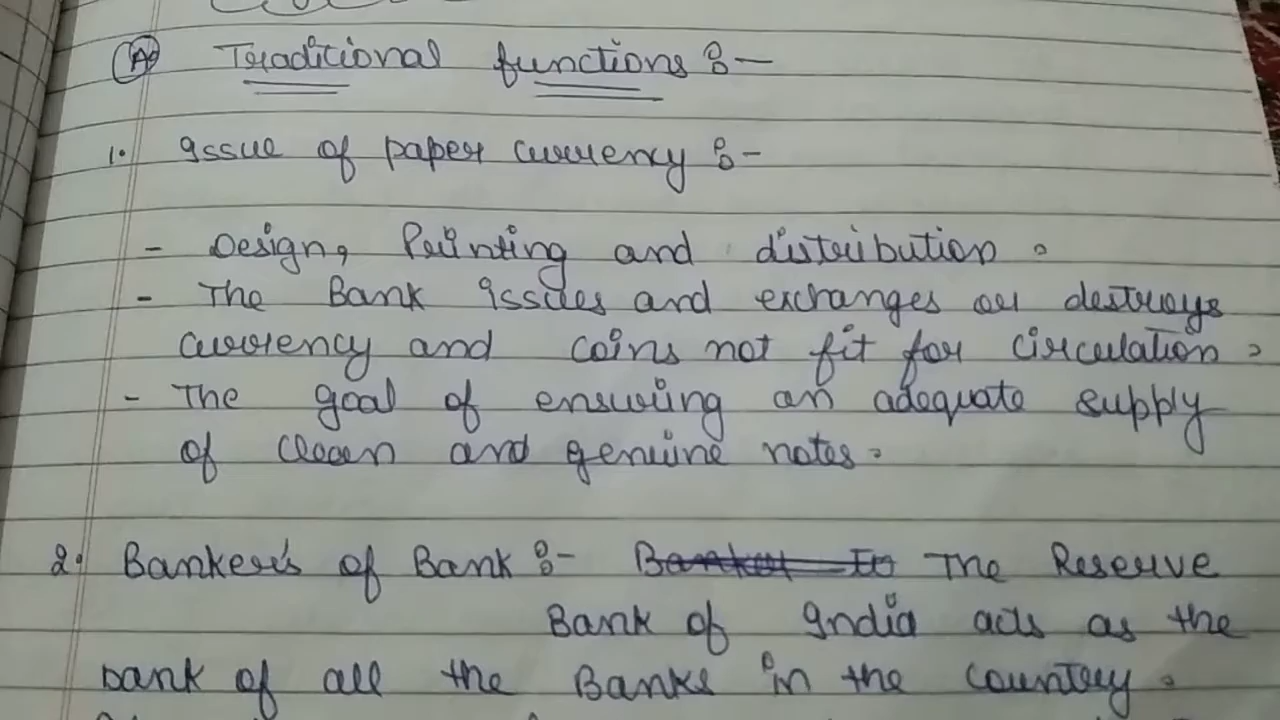 (A) Traditional functions :-
1. Issue of paper currency :-
- Design, Printing and distribution.
- The Bank issues and exchanges or destroys
currency and coins not fit for circulation.
- The goal of ensuring an adequate supply
of clean and genuine notes.
2. Banker's of Bank :- The Reserve
Bank of India acts as the
bank of all the Banks in the country.